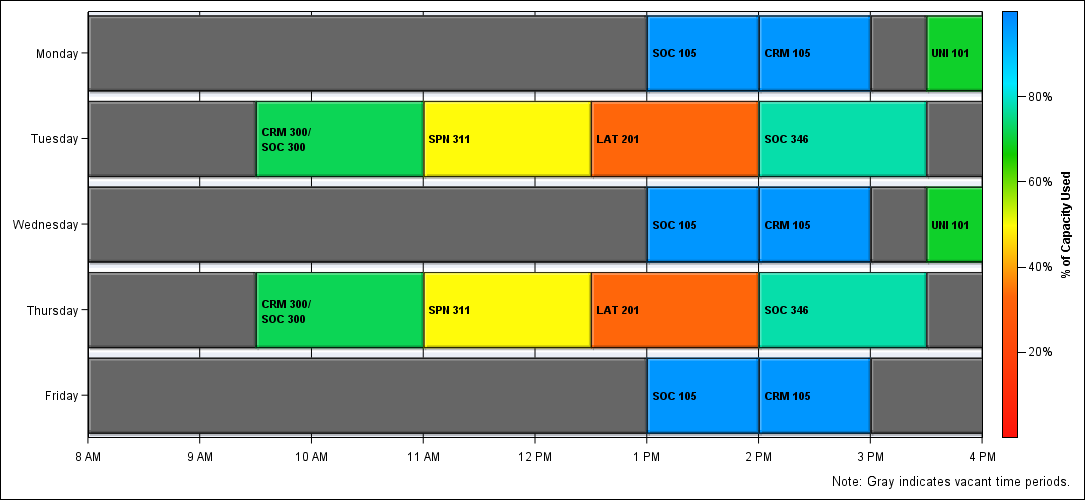 Monday
SOC 105
CRM 105
UNI 101
Tuesday
CRM 300/
SOC 300
SPN 311
LAT 201
SOC 346
Wednesday
SOC 105
CRM 105
UNI 101
Thursday
CRM 300/
SOC 300
SPN 311
LAT 201
SOC 346
Friday
SOC 105
CRM 105
8 AM
9 AM
10 AM
11 AM
12 PM
1 PM
2 PM
3 PM
4 PM
80%
60%
40%
20%
% of Capacity Used
Note: Gray indicates vacant time periods.